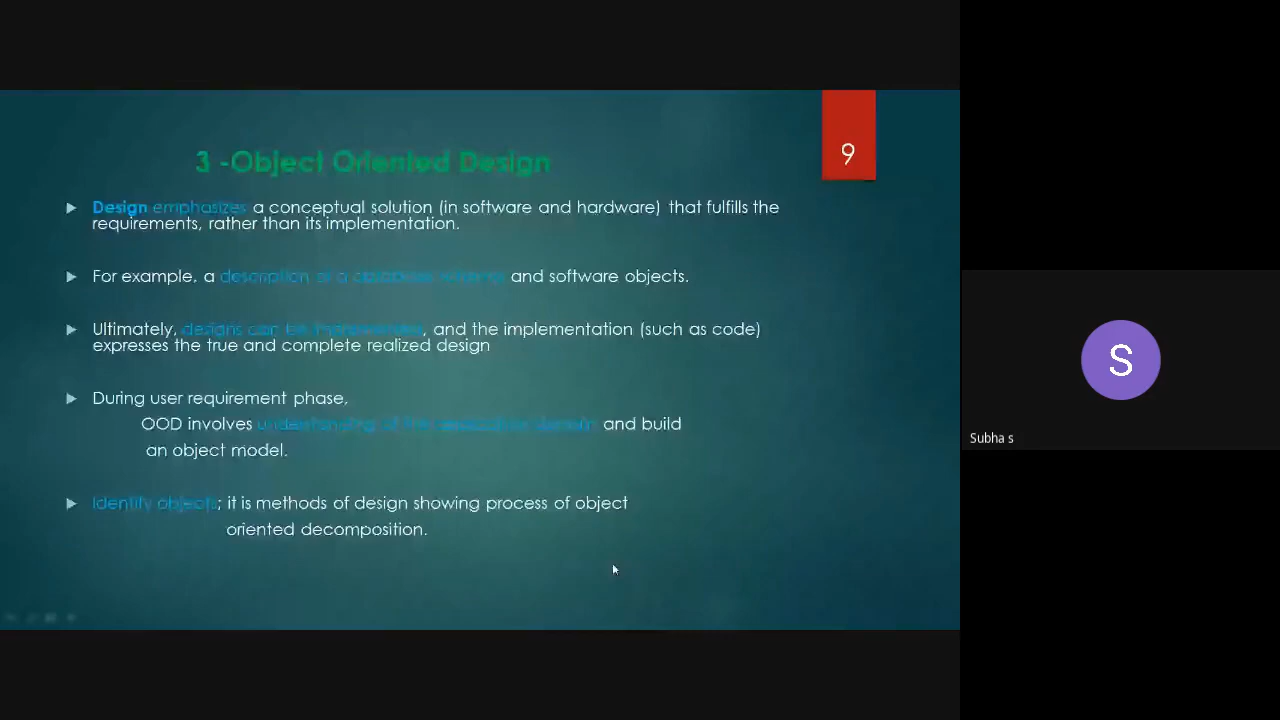 9
3 -Object Oriented Design
Design emphasizes a conceptual solution (in software and hardware) that fulfills the
requirements, rather than its implementation.
For example, a description of a database schema and software objects.
Ultimately, designs can be implemented, and the implementation (such as code)
expresses the true and complete realized design
During user requirement phase,
OOD involves understanding of the application domain and build
an object model.
Identify objects; it is methods of design showing process of object
oriented decomposition.
S
Subha s